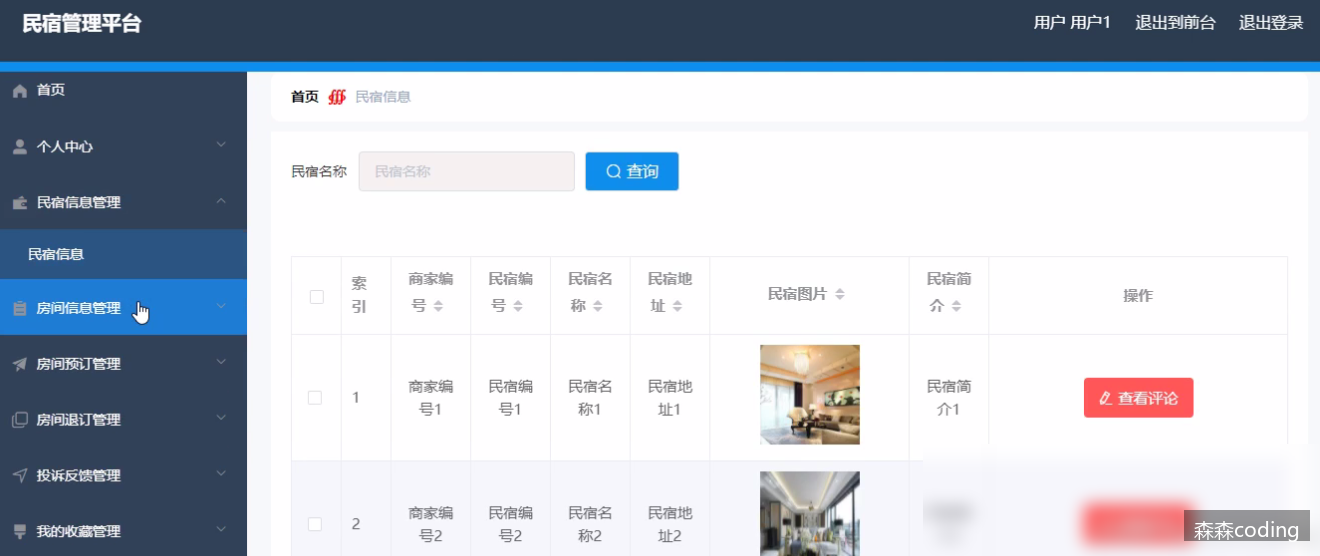 民宿管理平台
用户 用户1 退出到前台 退出登录
首页
个人中心
民宿信息管理
民宿信息
房间信息管理
房间预订管理
房间退订管理
投诉反馈管理
我的收藏管理
首页 民宿信息
民宿名称 民宿名称 查询
索引
商家编号
民宿编号
民宿名称
民宿地址
民宿图片
民宿简介
操作
1
商家编号1
民宿编号1
民宿名称1
民宿地址1
民宿简介1
查看评论
2
商家编号2
民宿编号2
民宿名称2
民宿地址2
森森coding